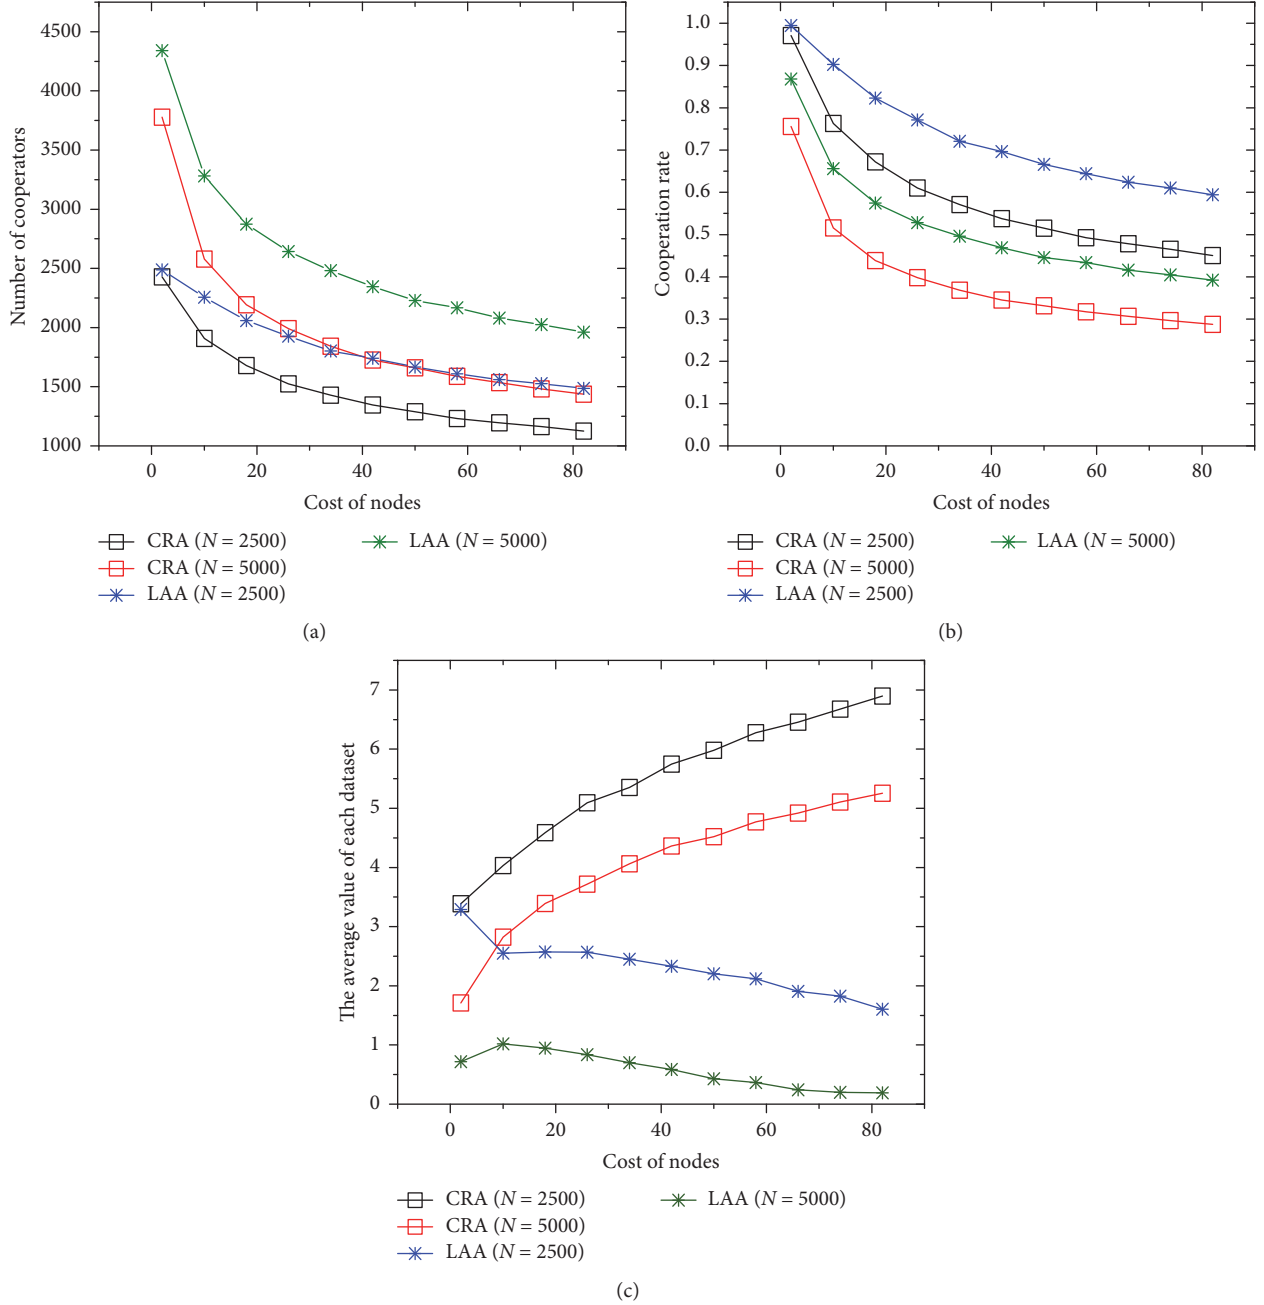 4500
4000
3500
3000
2500
2000
1500
1000
Number of cooperators
0 20 40 60 80
Cost of nodes
CRA (N = 2500) LAA (N = 5000)
CRA (N = 5000)
LAA (N = 2500)
(a)
1.0
0.9
0.8
0.7
0.6
0.5
0.4
0.3
0.2
0.1
0.0
Cooperation rate
0 20 40 60 80
Cost of nodes
CRA (N = 2500) LAA (N = 5000)
CRA (N = 5000)
LAA (N = 2500)
(b)
7
6
5
4
3
2
1
0
The average value of each dataset
0 20 40 60 80
Cost of nodes
CRA (N = 2500) LAA (N = 5000)
CRA (N = 5000)
LAA (N = 2500)
(c)